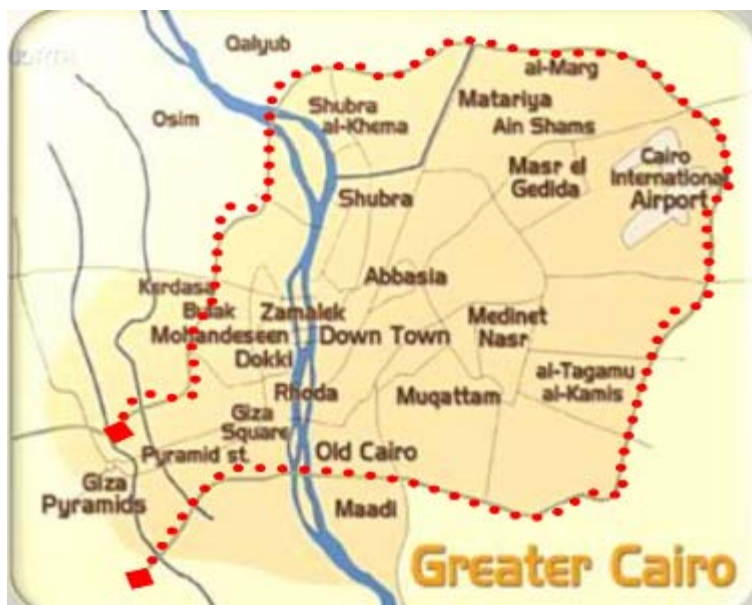 Qalyub
al-Marg
Osim
Shubra
al-Khema
Matariya
Ain Shams
Masr el
Gedida
Cairo
International
Airport
Shubra
Abbasia
Kerdasa
Bulak
Zamalek
Mohandeseen
Down Town
Medinet
Nasr
Dokki
al-Tagamu
al-Kamis
Rhoda
Muqattam
Giza
Square
Pyramid st.
Old Cairo
Giza
Pyramids
Maadi
Greater Cairo